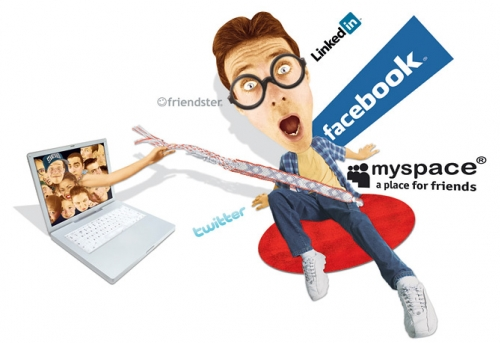 Linked in
facebook
friendster.
myspace
a place for friends
twitter